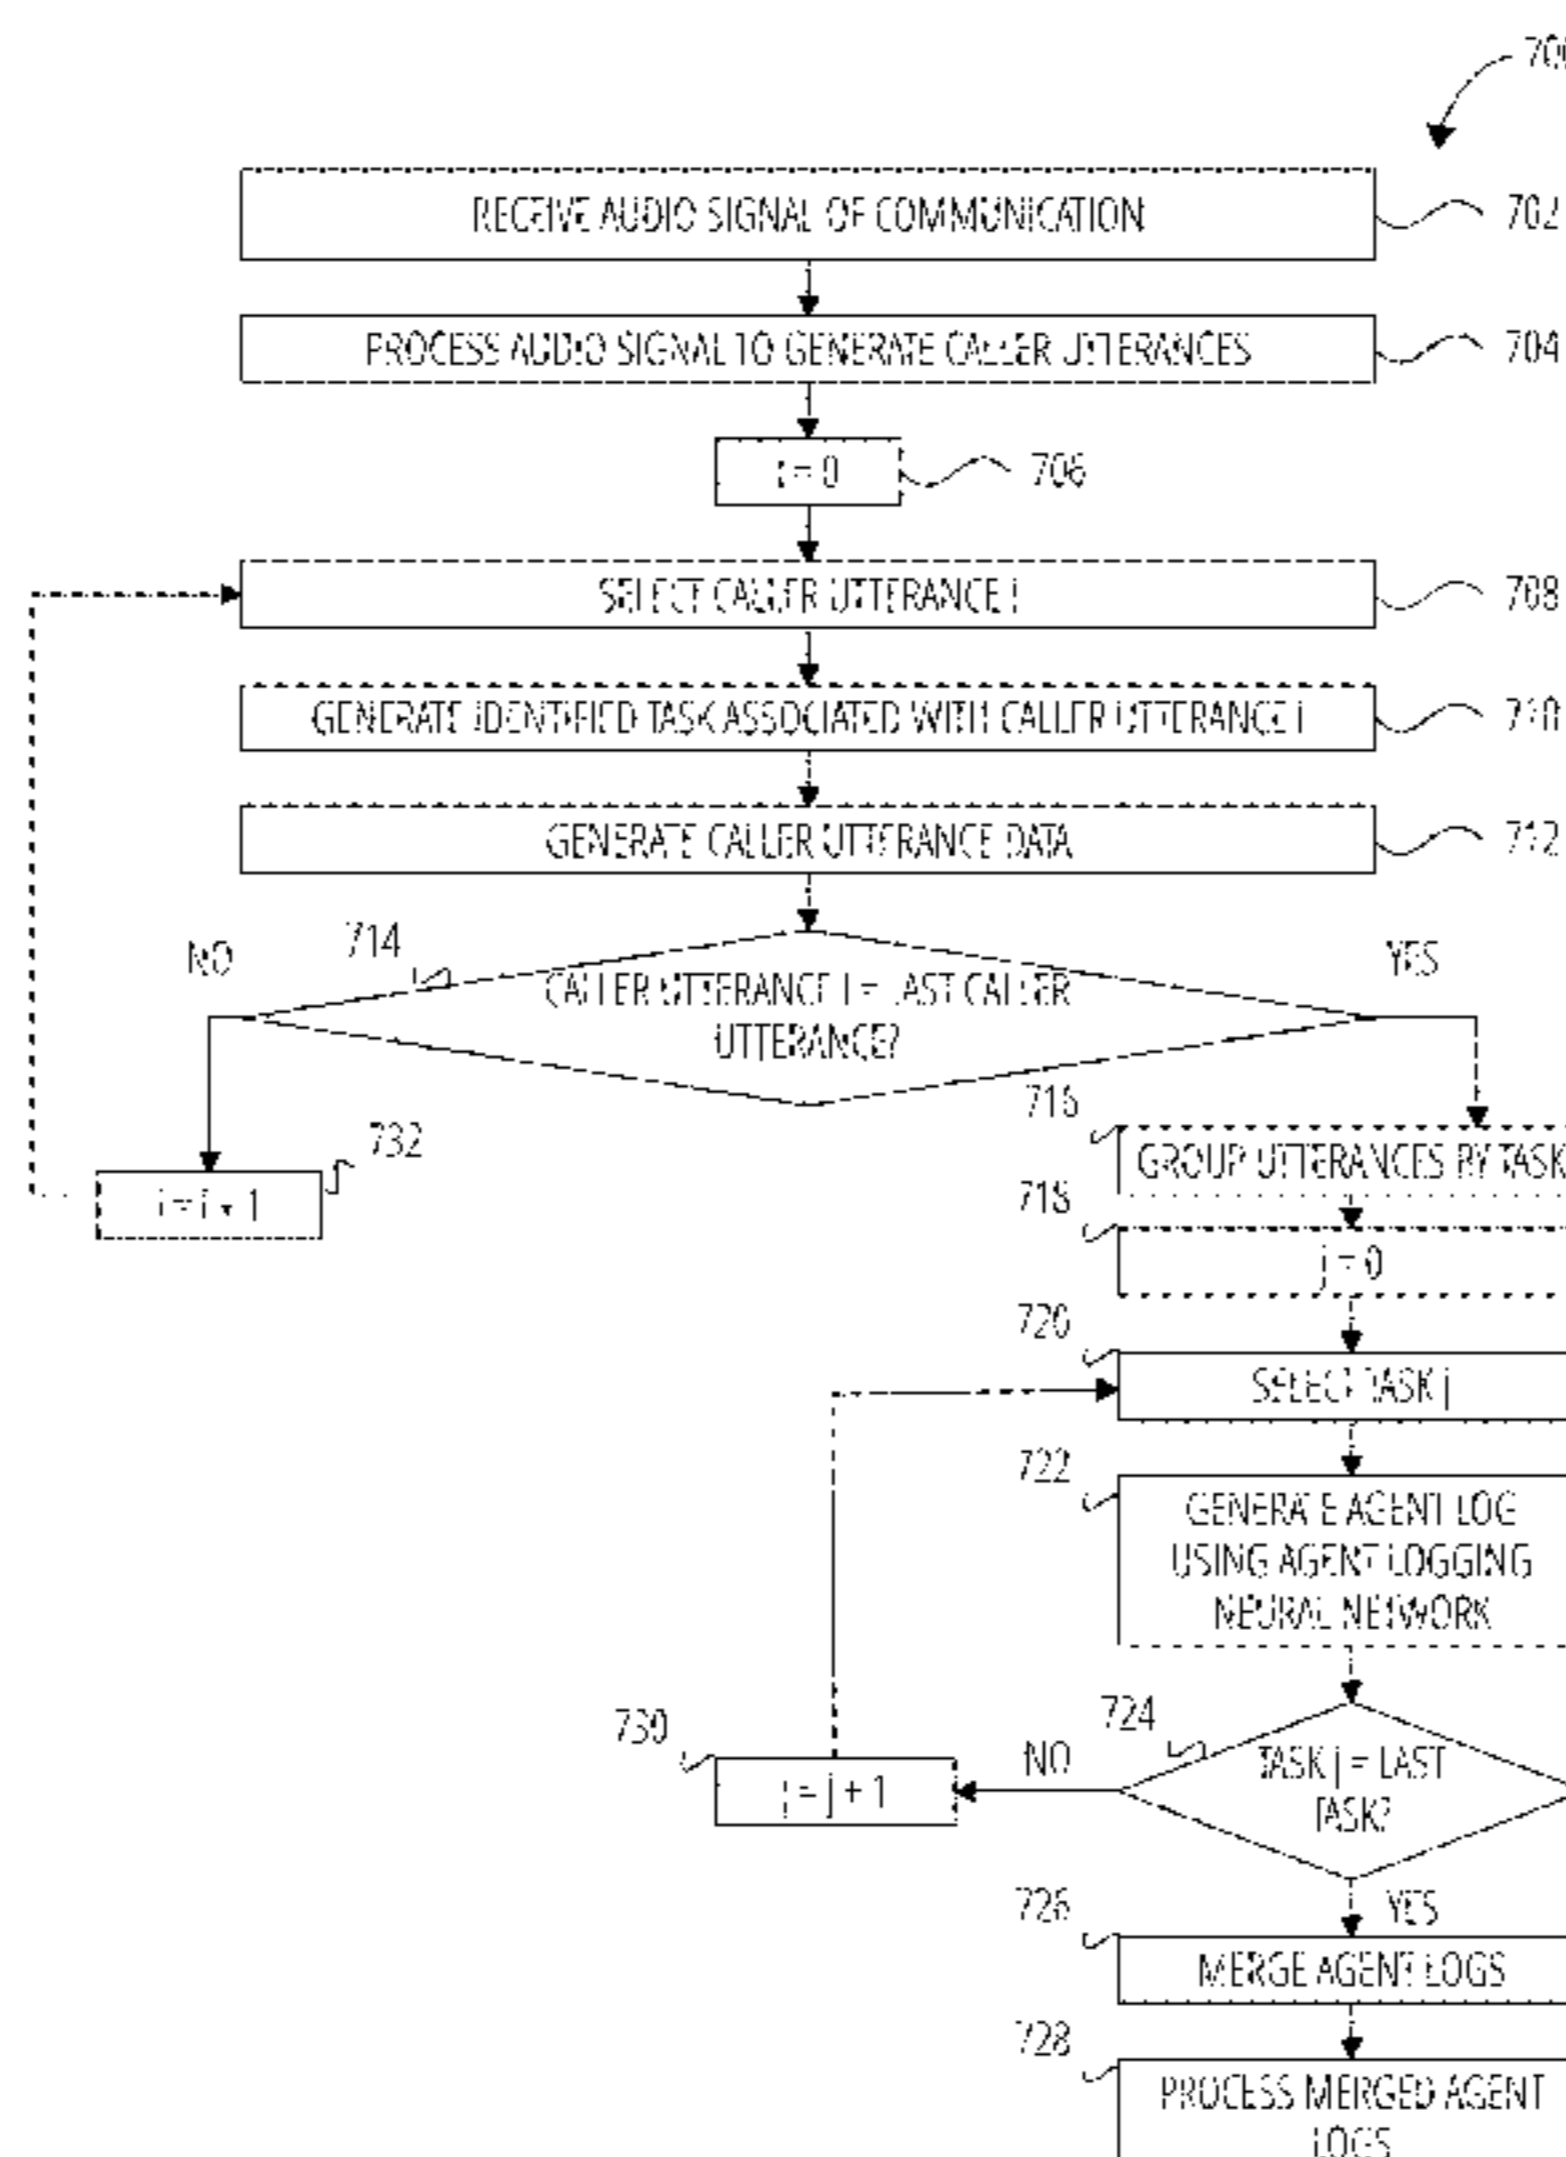 700
RECEIVE AUDIO SIGNAL OF COMMUNICATION
702
PROCESS AUDIO SIGNAL TO GENERATE CALLER UTTERANCES
704
i = 0
706
SELECT CALLER UTTERANCE i
708
GENERATE IDENTIFIED TASK ASSOCIATED WITH CALLER UTTERANCE i
710
GENERATE CALLER UTTERANCE DATA
712
NO
714
YES
CALLER UTTERANCE i = LAST CALLER
UTTERANCE?
716
GROUP UTTERANCES BY TASK
732
i = i + 1
718
j = 0
720
SELECT TASK j
722
GENERATE AGENT LOG
USING AGENT LOGGING
NEURAL NETWORK
724
730
NO
TASK j = LAST
TASK?
j = j + 1
726
YES
MERGE AGENT LOGS
728
PROCESS MERGED AGENT
LOGS